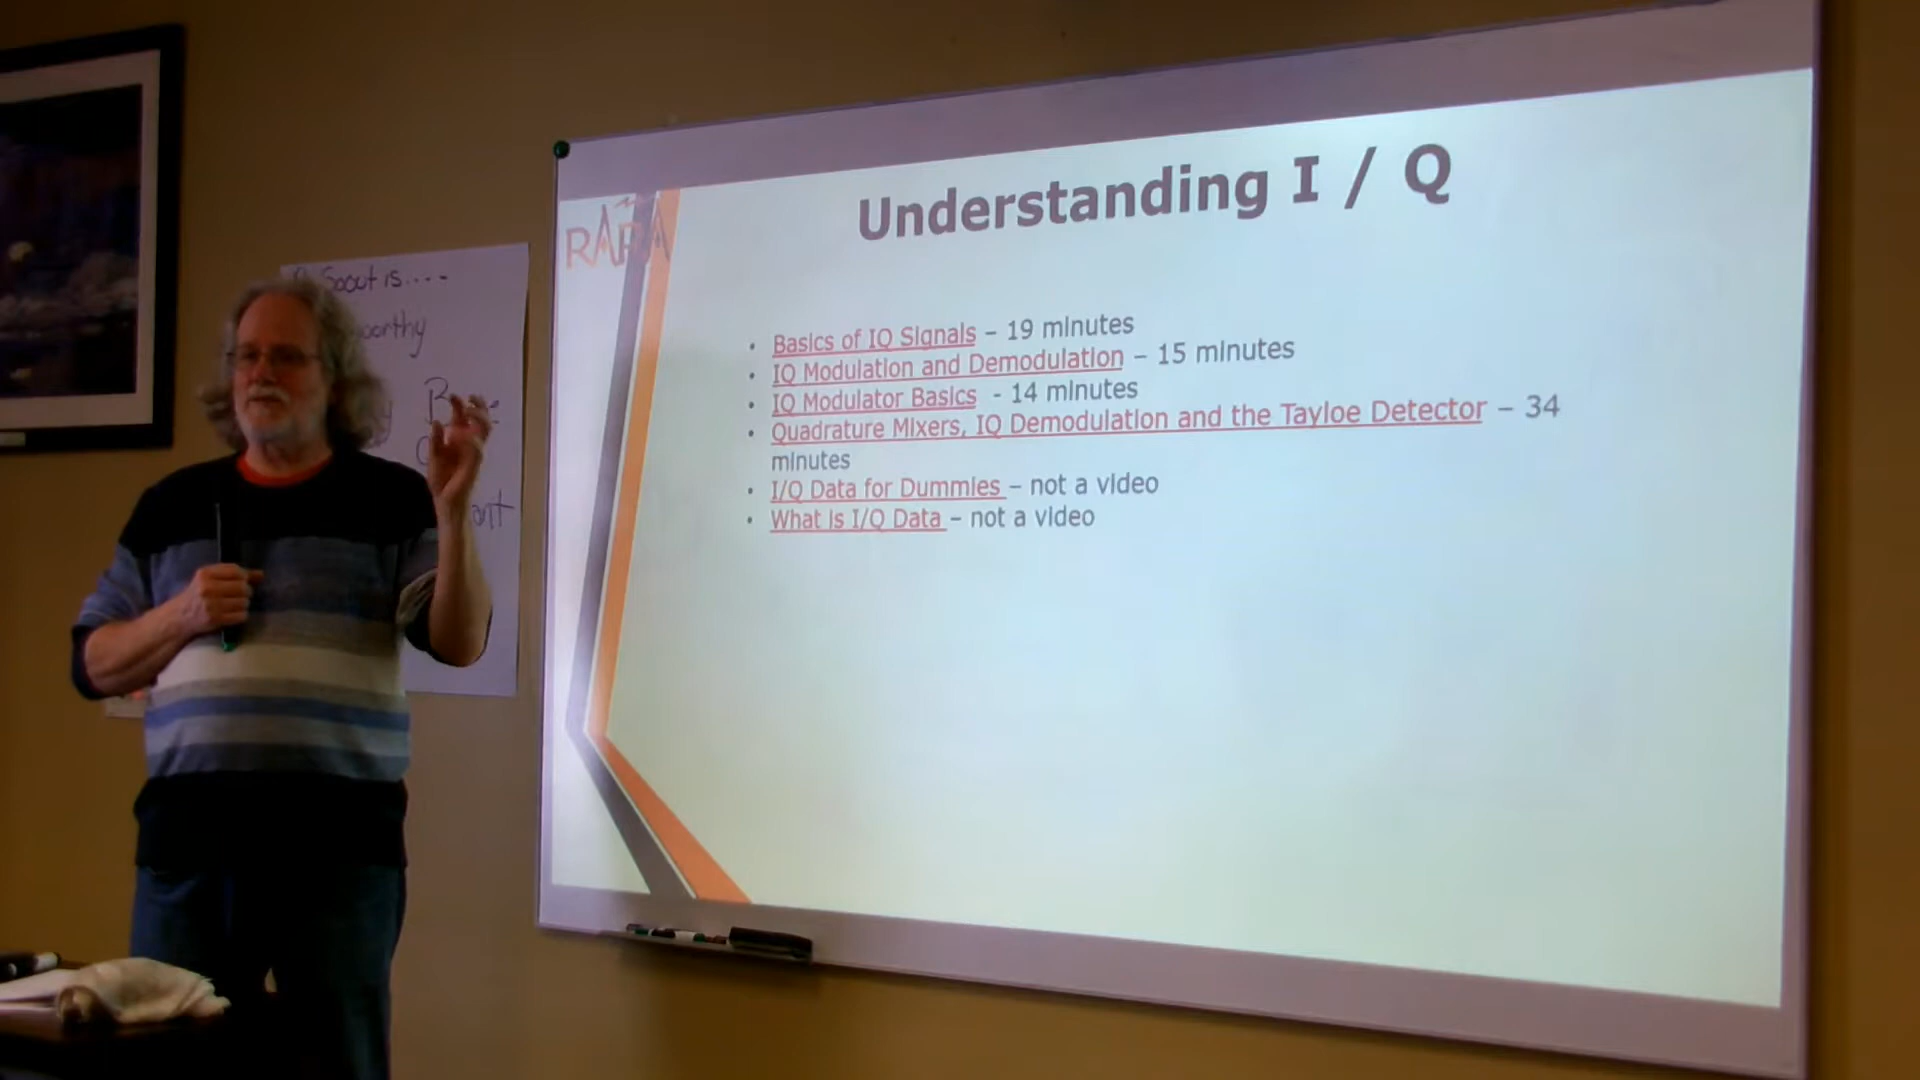 Understanding I / Q
RARA
• Basics of IQ Signals – 19 minutes
• IQ Modulation and Demodulation – 15 minutes
• IQ Modulator Basics - 14 minutes
• Quadrature Mixers, IQ Demodulation and the Tayloe Detector – 34
minutes
• I/Q Data for Dummies – not a video
• What is I/Q Data – not a video
Scout is....